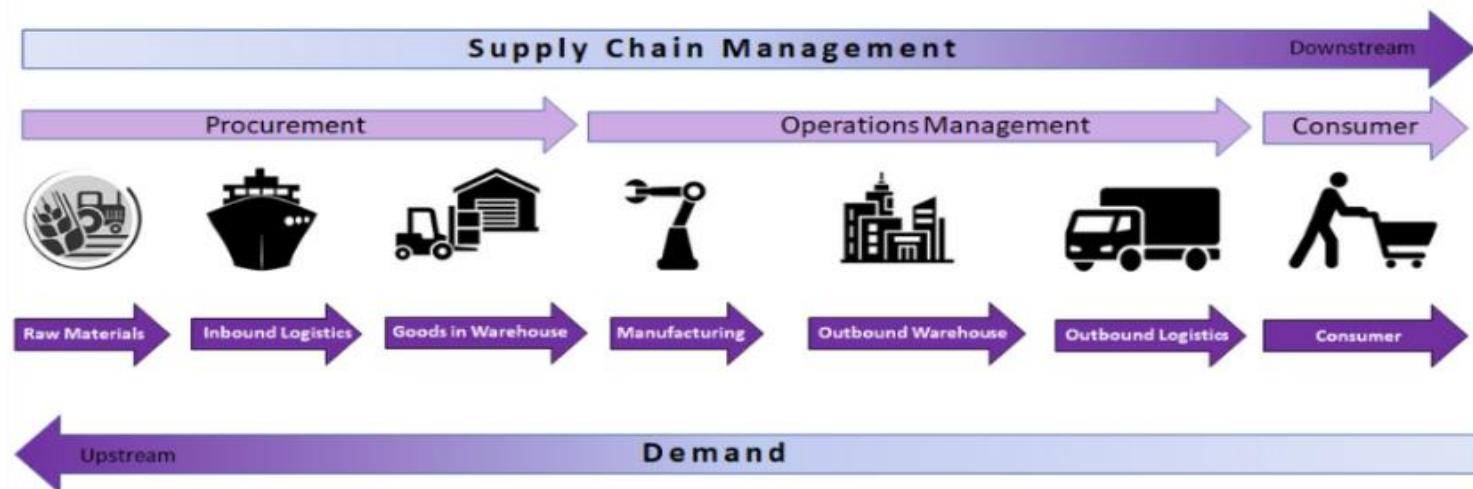 Supply Chain Management
Downstream
Procurement
Operations Management
Consumer
Raw Materials
Inbound Logistics
Goods in Warehouse
Manufacturing
Outbound Warehouse
Outbound Logistics
Consumer
Upstream
Demand